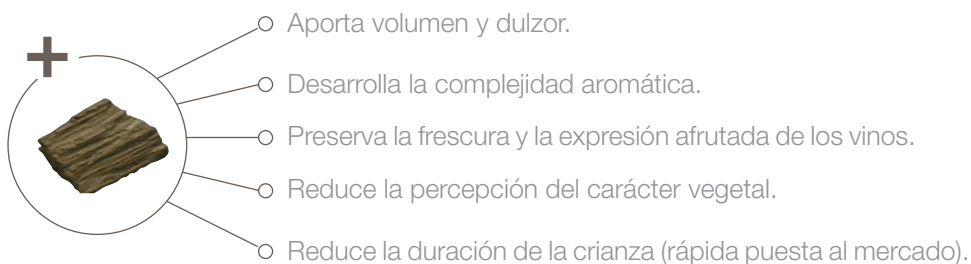 Aporta volumen y dulzor.
Desarrolla la complejidad aromática.
Preserva la frescura y la expresión afrutada de los vinos.
Reduce la percepción del carácter vegetal.
Reduce la duración de la crianza (rápida puesta al mercado).